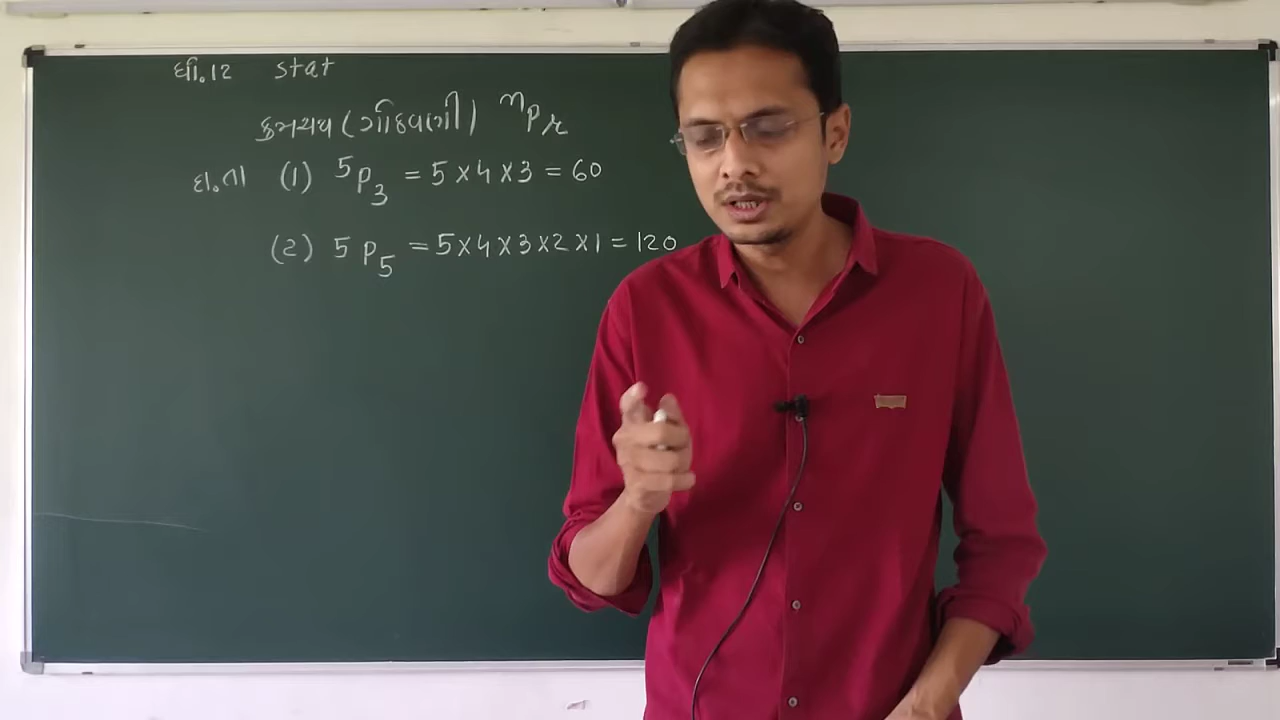 ધો.12 stat
ક્રમચય (ગોઠવણી) ⁿPᵣ
દા.ત। (1) ⁵P₃ = 5 x 4 x 3 = 60
(2) 5 P₅ = 5 x 4 x 3 x 2 x 1 = 120